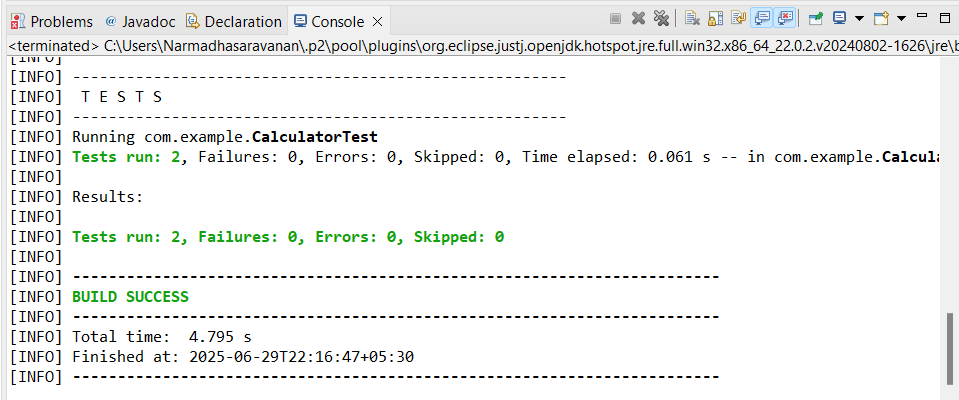 Problems @ Javadoc Declaration Console
<terminated> C:\Users\Narmadhasaravanan\.p2\pool\plugins\org.eclipse.justj.openjdk.hotspot.jre.full.win32.x86_64_22.0.2.v20240802-1626\jre\b
[INFO]
[INFO] -------------------------------------------------------
[INFO]  T E S T S
[INFO] -------------------------------------------------------
[INFO] Running com.example.CalculatorTest
[INFO] Tests run: 2, Failures: 0, Errors: 0, Skipped: 0, Time elapsed: 0.061 s -- in com.example.Calcula
[INFO]
[INFO] Results:
[INFO]
[INFO] Tests run: 2, Failures: 0, Errors: 0, Skipped: 0
[INFO]
[INFO] ------------------------------------------------------------------------
[INFO] BUILD SUCCESS
[INFO] ------------------------------------------------------------------------
[INFO] Total time:  4.795 s
[INFO] Finished at: 2025-06-29T22:16:47+05:30
[INFO] ------------------------------------------------------------------------